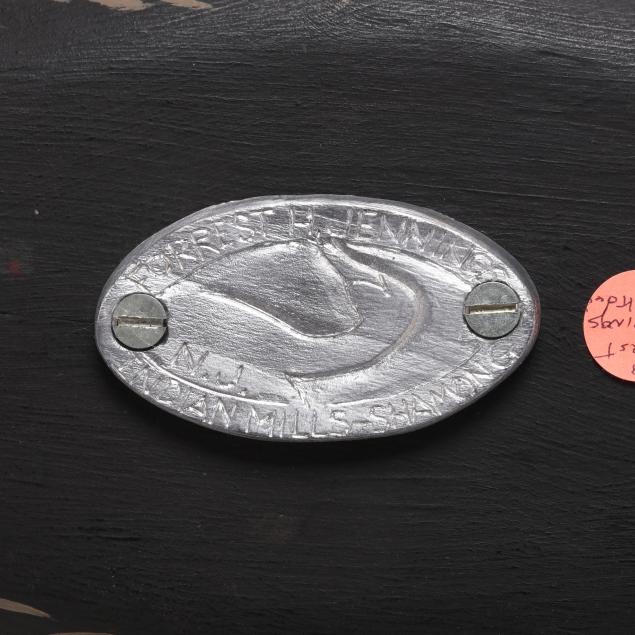 FORREST H. JENNINGS
N.J.
INDIAN MILLS-SHAMONG